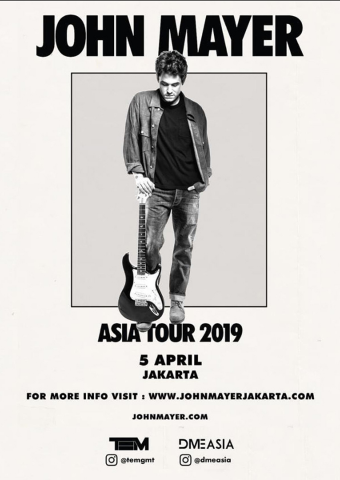 JOHN MAYER
ASIA TOUR 2019
5 APRIL
JAKARTA
FOR MORE INFO VISIT : WWW.JOHNMAYERJAKARTA.COM
JOHNMAYER.COM
TEM DMEASIA
@temgmt @dmeasia